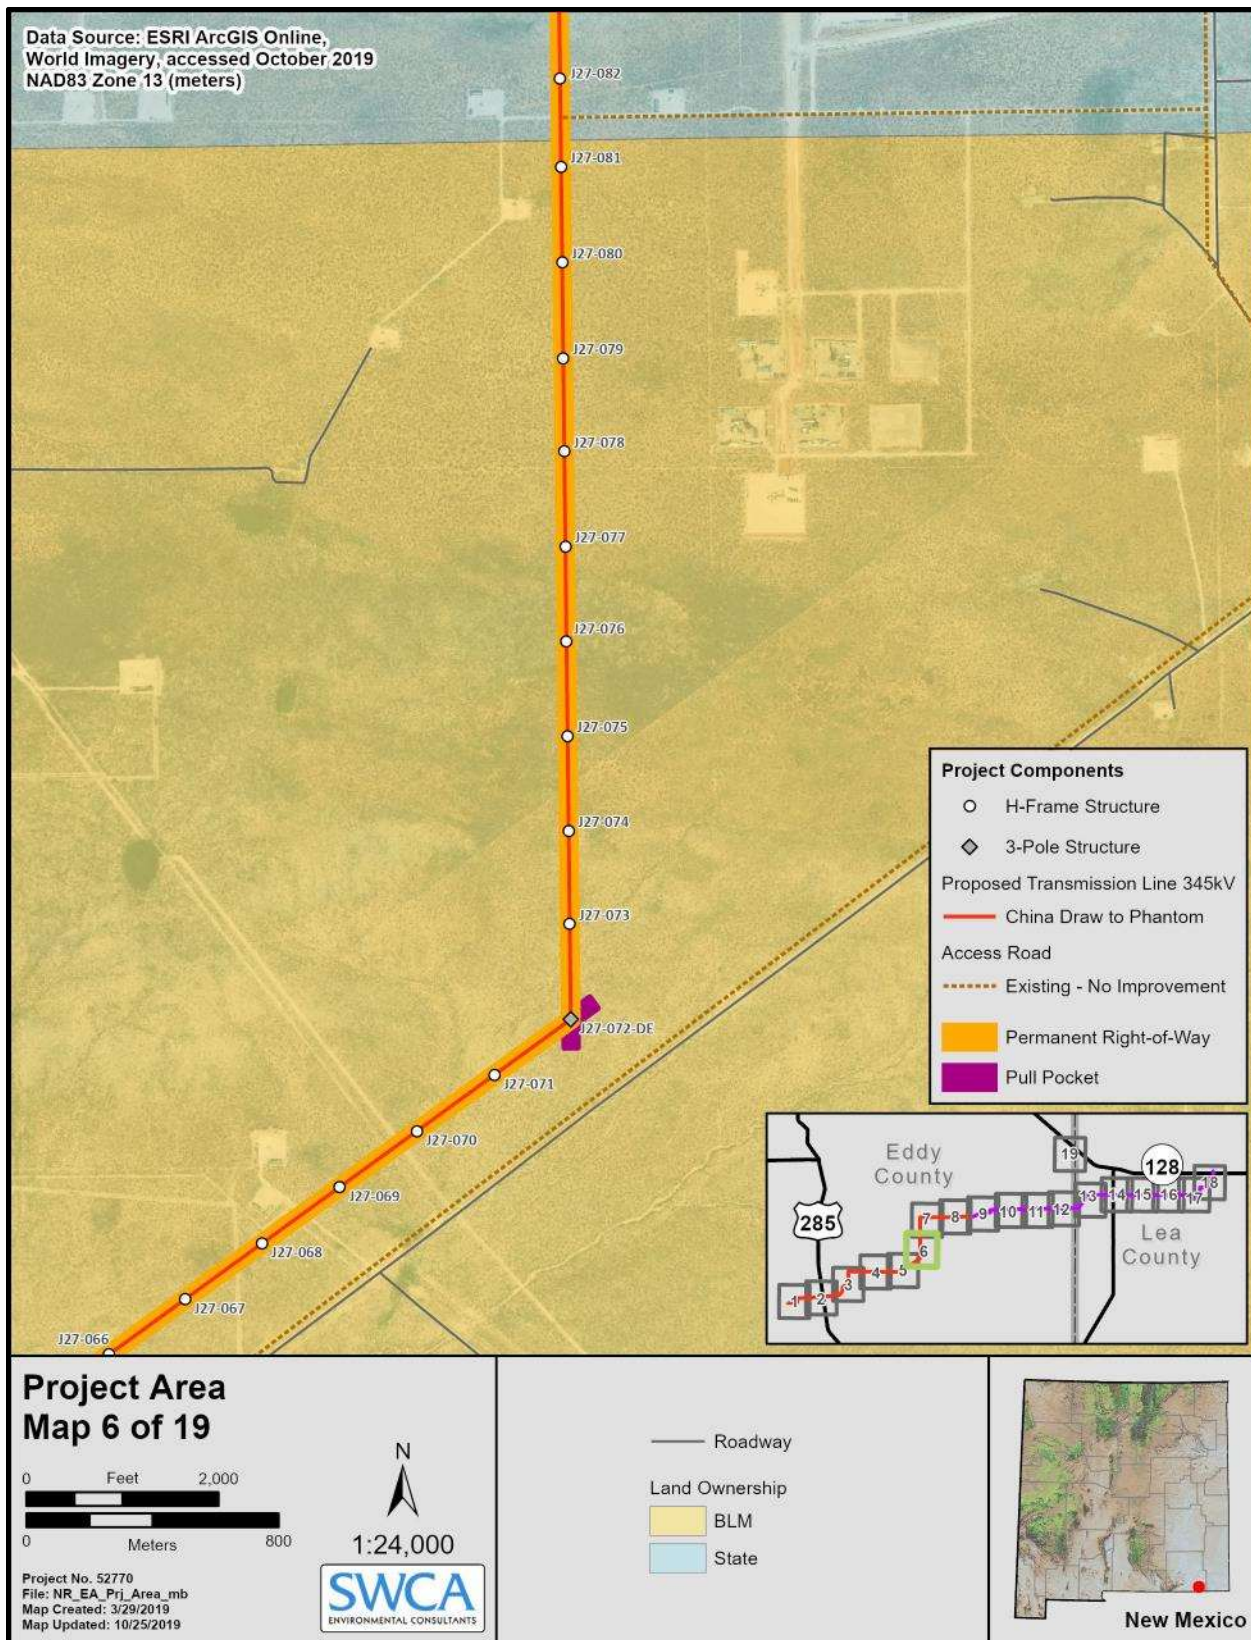 Data Source: ESRI ArcGIS Online,
World Imagery, accessed October 2019
NAD83 Zone 13 (meters)
J27-082
J27-081
J27-080
J27-079
J27-078
J27-077
J27-076
J27-075
J27-074
J27-073
J27-072-DE
J27-071
J27-070
J27-069
J27-068
J27-067
J27-066
Project Components
H-Frame Structure
3-Pole Structure
Proposed Transmission Line 345kV
China Draw to Phantom
Access Road
Existing - No Improvement
Permanent Right-of-Way
Pull Pocket
Eddy
County
285
128
Lea
County
1
2
3
4
5
6
7
8
9
10
11
12
13
14
15
16
17
18
19
Project Area
Map 6 of 19
0 Feet 2,000
0 Meters 800
N
1:24,000
Project No. 52770
File: NR_EA_Prj_Area_mb
Map Created: 3/29/2019
Map Updated: 10/25/2019
SWCA
ENVIRONMENTAL CONSULTANTS
Roadway
Land Ownership
BLM
State
New Mexico